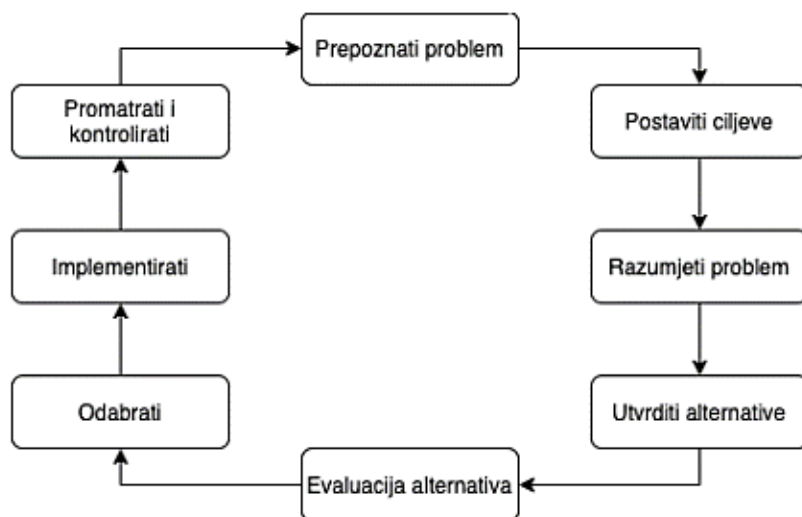 Prepoznati problem
Postaviti ciljeve
Razumjeti problem
Utvrditi alternative
Evaluacija alternativa
Odabrati
Implementirati
Promatrati i
kontrolirati